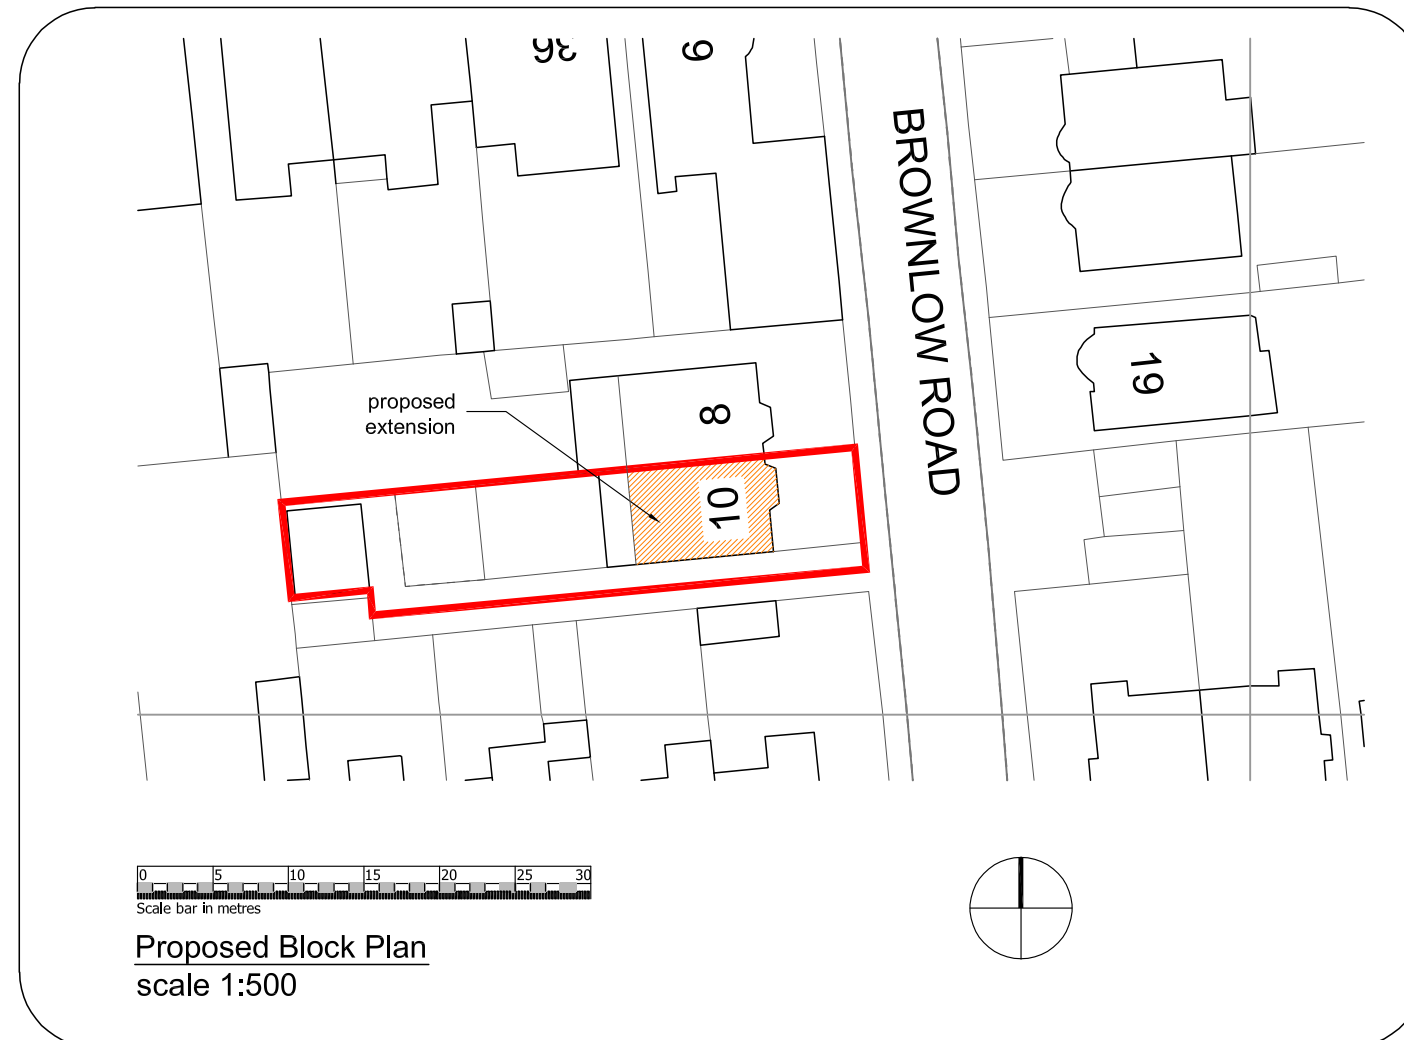 36
6
BROWNLOW ROAD
19
8
proposed
extension
10
0 5 10 15 20 25 30
Scale bar in metres
Proposed Block Plan
scale 1:500